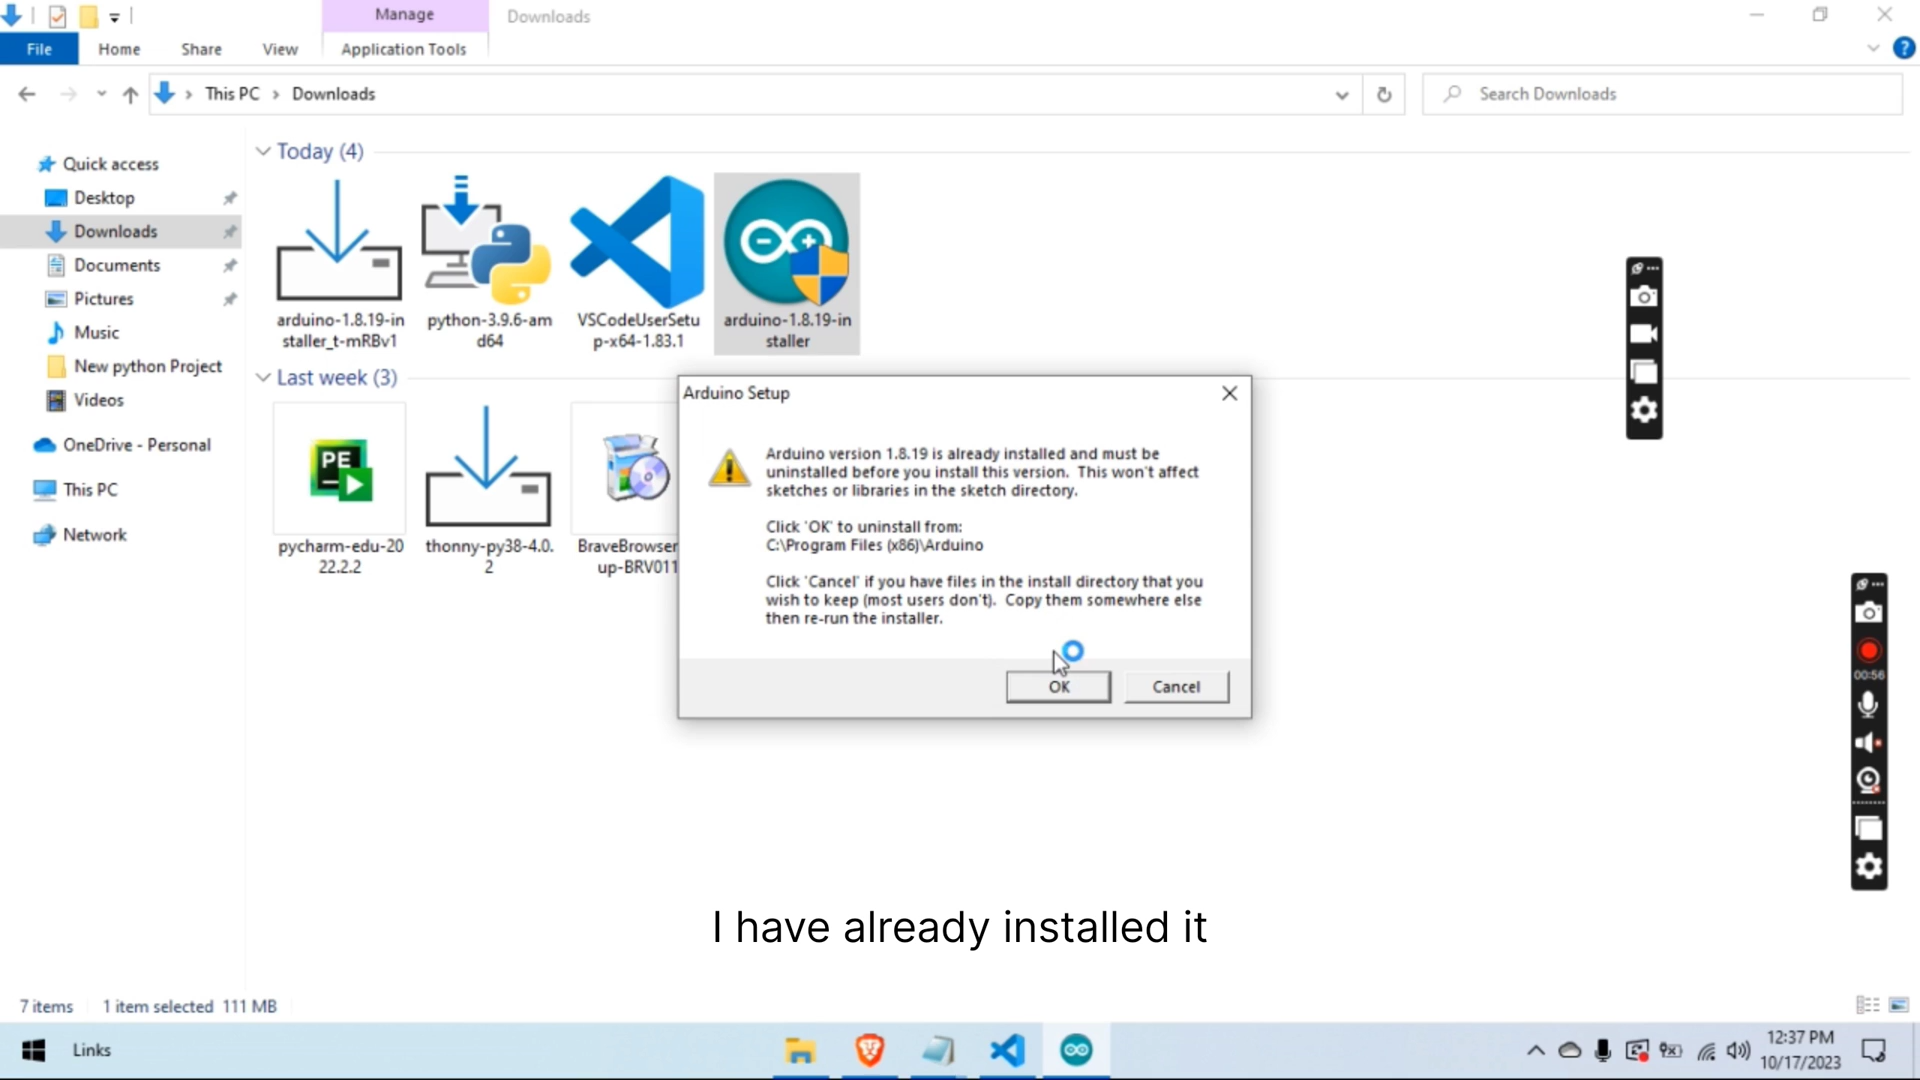 Manage
Downloads
File
Home
Share
View
Application Tools
This PC
Downloads
Search Downloads
Quick access
Desktop
Downloads
Documents
Pictures
Music
New python Project
Videos
OneDrive - Personal
This PC
Network
Today (4)
arduino-1.8.19-in
staller_t-mRBv1
python-3.9.6-am
d64
VSCodeUserSetu
p-x64-1.83.1
arduino-1.8.19-in
staller
Last week (3)
PE
pycharm-edu-20
22.2.2
thonny-py38-4.0.
2
BraveBrowser
up-BRV011
Arduino Setup
Arduino version 1.8.19 is already installed and must be
uninstalled before you install this version. This won't affect
sketches or libraries in the sketch directory.
Click 'OK' to uninstall from:
C:\Program Files (x86)\Arduino
Click 'Cancel' if you have files in the install directory that you
wish to keep (most users don't). Copy them somewhere else
then re-run the installer.
OK
Cancel
00:56
I have already installed it
7 items
1 item selected 111 MB
Links
12:37 PM
10/17/2023